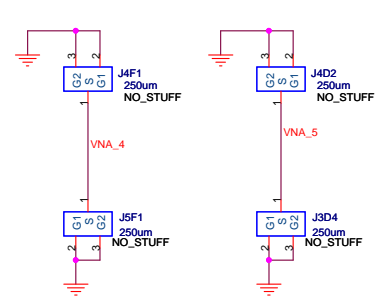 3
2
G2
S
G1
1
J4F1
250um
NO_STUFF
VNA_4
1
G1
S
G2
2
3
J5F1
250um
NO_STUFF
3
2
G2
S
G1
1
J4D2
250um
NO_STUFF
VNA_5
1
G1
S
G2
2
3
J3D4
250um
NO_STUFF